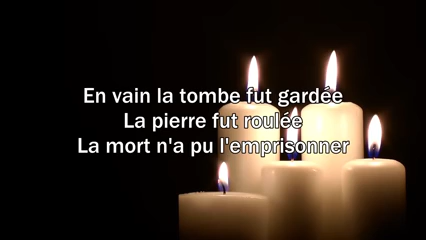 En vain la tombe fut gardée
La pierre fut roulée
La mort n'a pu l'emprisonner